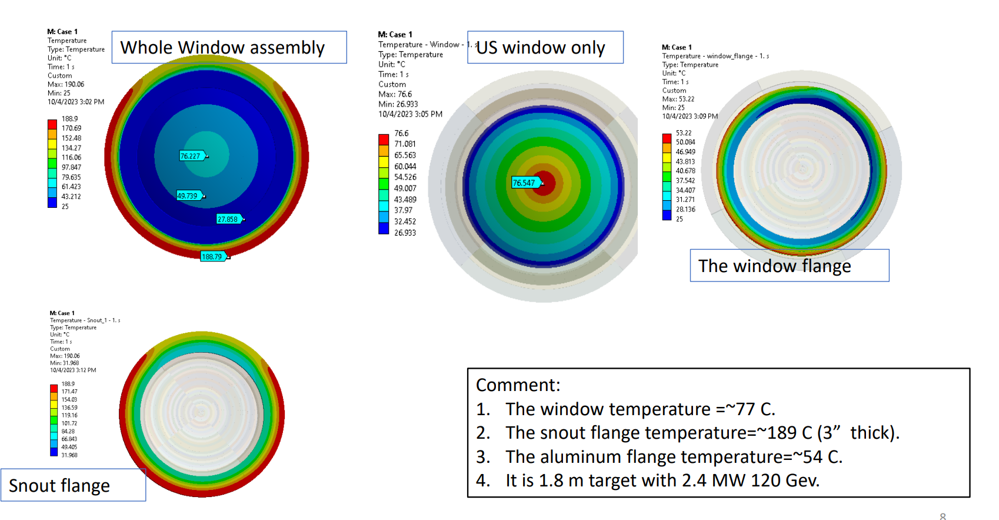 M: Case 1
Temperature
Type: Temperature
Unit: °C
Time: 1 s
Custom
Max: 190.06
Min: 25
10/4/2023 3:02 PM
188.9
170.69
152.48
134.27
116.06
97.847
79.635
61.423
43.212
25
Whole Window assembly
76.227
49.739
27.858
188.79
M: Case 1
Temperature - Window - 1. s
Type: Temperature
Unit: °C
Time: 1 s
Custom
Max: 76.6
Min: 26.933
10/4/2023 3:05 PM
76.6
71.081
65.563
60.044
54.526
49.007
43.489
37.97
32.452
26.933
US window only
76.547
M: Case 1
Temperature - window_flange - 1. s
Type: Temperature
Unit: °C
Time: 1 s
Custom
Max: 53.22
Min: 25
10/4/2023 3:09 PM
53.22
50.084
46.949
43.813
40.678
37.542
34.407
31.271
28.136
25
The window flange
M: Case 1
Temperature - Snout_1 - 1. s
Type: Temperature
Unit: °C
Time: 1 s
Custom
Max: 190.06
Min: 31.968
10/4/2023 3:12 PM
188.9
171.47
154.03
136.59
119.16
101.72
84.28
66.843
49.405
31.968
Snout flange
Comment:
1. The window temperature =~77 C.
2. The snout flange temperature=~189 C (3” thick).
3. The aluminum flange temperature=~54 C.
4. It is 1.8 m target with 2.4 MW 120 Gev.
8